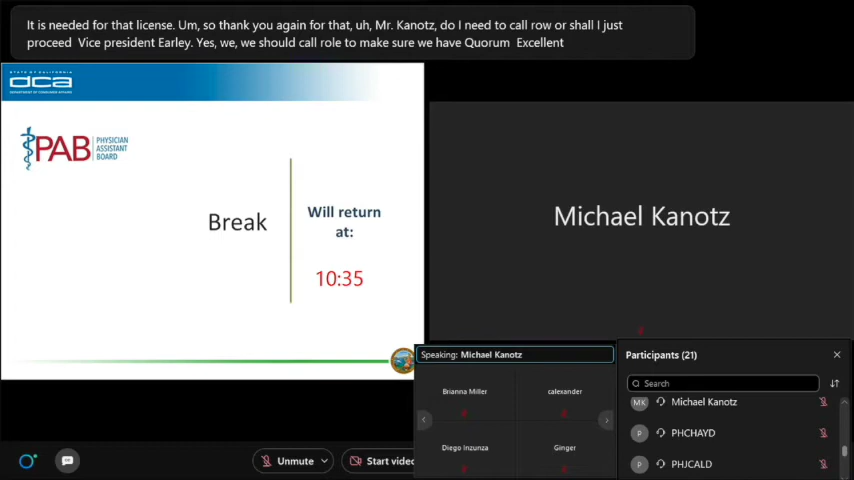 It is needed for that license. Um, so thank you again for that, uh, Mr. Kanotz, do I need to call row or shall I just
proceed  Vice president Earley. Yes, we, we should call role to make sure we have Quorum  Excellent
STATE OF CALIFORNIA
dca
DEPARTMENT OF CONSUMER AFFAIRS
PAB
PHYSICIAN
ASSISTANT
BOARD
Break
Will return
at:
10:35
Michael Kanotz
Speaking: Michael Kanotz
Brianna Miller
calexander
Diego Inzunza
Ginger
Participants (21)
Search
MK
Michael Kanotz
P
PHCHAYD
P
PHJCALD
Unmute
Start video